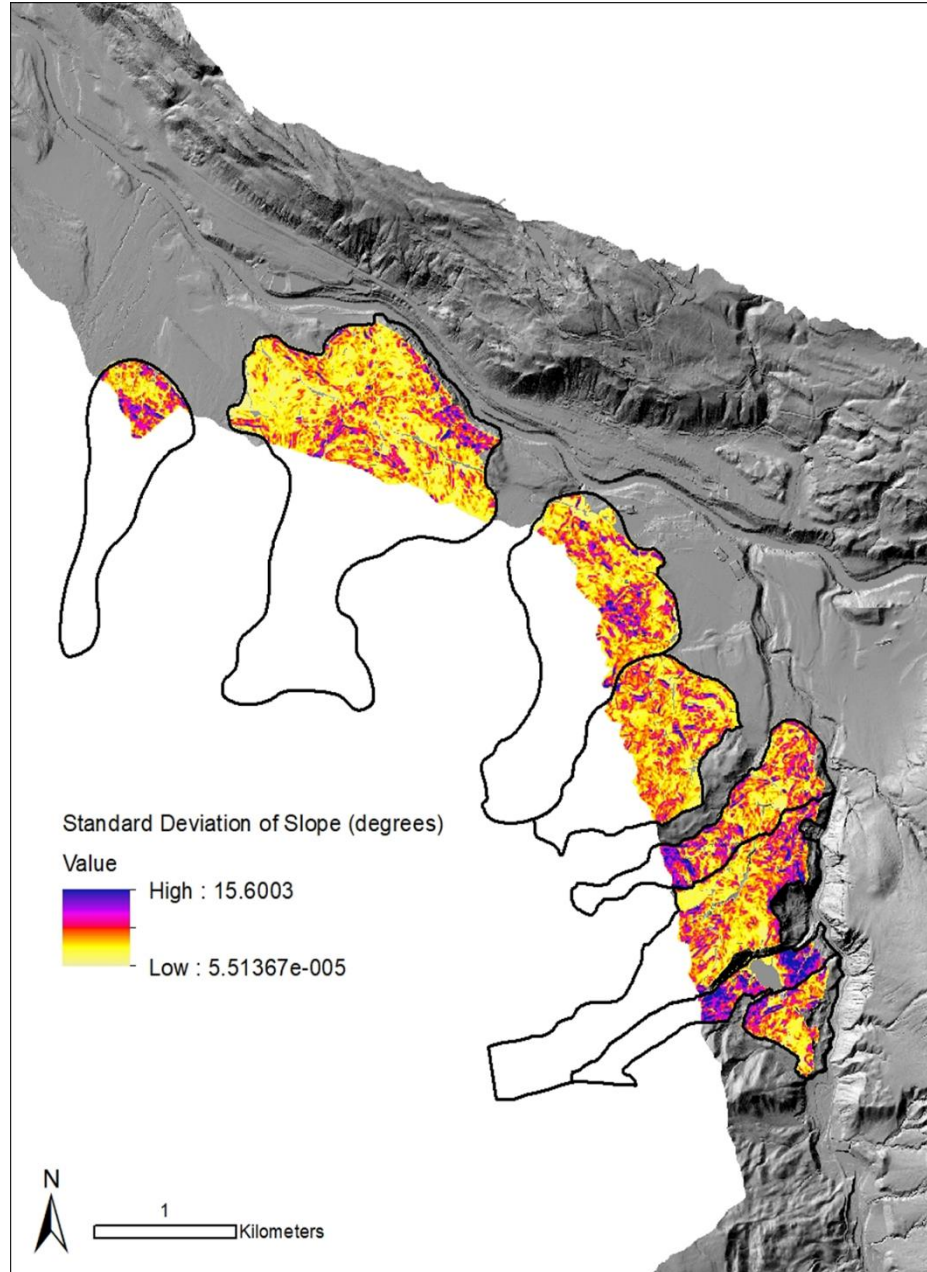 Standard Deviation of Slope (degrees)
Value
High : 15.6003
Low : 5.51367e-005
N
1
Kilometers